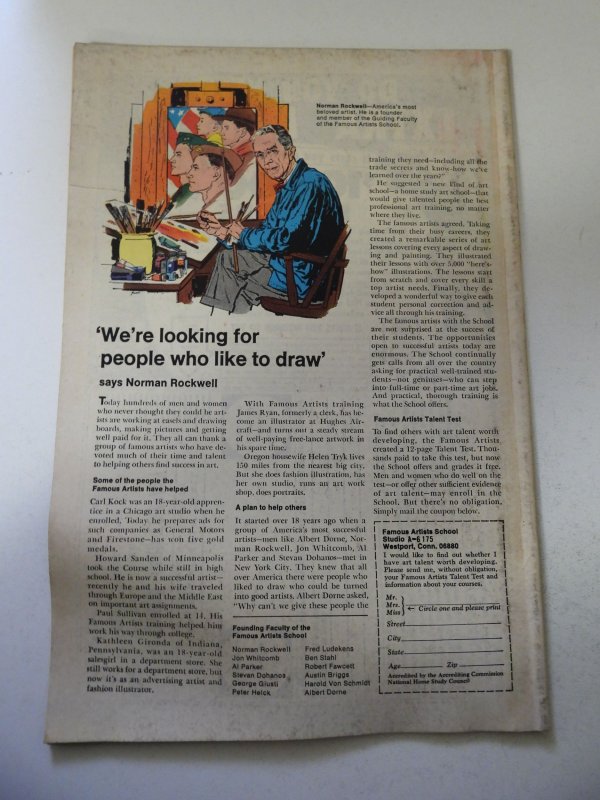 Norman Rockwell—America's most
beloved artist. He is a founder
and member of the Guiding Faculty
of the Famous Artists School.
'We're looking for
people who like to draw'
says Norman Rockwell
Today hundreds of men and women
who never thought they could be art-
ists are working at easels and drawing
boards, making pictures and getting
well paid for it. They all can thank a
group of famous artists who have de-
voted much of their time and talent
to helping others find success in art.
Some of the people the
Famous Artists have helped
Carl Kock was an 18-year-old appren-
tice in a Chicago art studio when he
enrolled. Today he prepares ads for
such companies as General Motors
and Firestone—has won five gold
medals.
Howard Sanden of Minneapolis
took the Course while still in high
school. He is now a successful artist—
recently he and his wife traveled
through Europe and the Middle East
on important art assignments.
Paul Sullivan enrolled at 14. His
Famous Artists training helped him
work his way through college.
Kathleen Gironda of Indiana,
Pennsylvania, was an 18-year-old
salesgirl in a department store. She
still works for a department store, but
now it's as an advertising artist and
fashion illustrator.
With Famous Artists training
James Ryan, formerly a clerk, has be-
come an illustrator at Hughes Air-
craft—and turns out a steady stream
of well-paying free-lance artwork in
his spare time.
Oregon housewife Helen Tryk lives
150 miles from the nearest big city.
But she does fashion illustration, has
her own studio, runs an art work
shop, does portraits.
A plan to help others
It started over 18 years ago when a
group of America's most successful
artists—men like Albert Dorne, Nor-
man Rockwell, Jon Whitcomb, Al
Parker and Stevan Dohanos—met in
New York City. They knew that all
over America there were people who
liked to draw who could be turned
into good artists. Albert Dorne asked,
"Why can't we give these people the
Founding Faculty of the
Famous Artists School
Norman Rockwell
Jon Whitcomb
Al Parker
Stevan Dohanos
George Giusti
Peter Helck
Fred Ludekens
Ben Stahl
Robert Fawcett
Austin Briggs
Harold Von Schmidt
Albert Dorne
training they need—including all the
trade secrets and know-how we've
learned over the years?"
He suggested a new kind of art
school—a home study art school—that
would give talented people the best
professional art training, no matter
where they live.
The famous artists agreed. Taking
time from their busy careers, they
created a remarkable series of art
lessons covering every aspect of draw-
ing and painting. They illustrated
their lessons with over 5,000 "here's-
how" illustrations. The lessons start
from scratch and cover every skill a
top artist needs. Finally, they de-
veloped a wonderful way to give each
student personal correction and ad-
vice all through his training.
The famous artists with the School
are not surprised at the success of
their students. The opportunities
open to successful artists today are
enormous. The School continually
gets calls from all over the country
asking for practical well-trained stu-
dents—not geniuses—who can step
into full-time or part-time art jobs.
And practical, thorough training is
what the School offers.
Famous Artists Talent Test
To find others with art talent worth
developing, the Famous Artists
created a 12-page Talent Test. Thou-
sands paid to take this test, but now
the School offers and grades it free.
Men and women who do well on the
test—or offer other sufficient evidence
of art talent—may enroll in the
School. But there's no obligation.
Simply mail the coupon below.
Famous Artists School
Studio A-6175
Westport, Conn. 06880
I would like to find out whether I
have art talent worth developing.
Please send me, without obligation,
your Famous Artists Talent Test and
information about your courses.
Mr.
Mrs. ← Circle one and please print
Miss
Street
City
State
Age Zip
Accredited by the Accrediting Commission
National Home Study Council